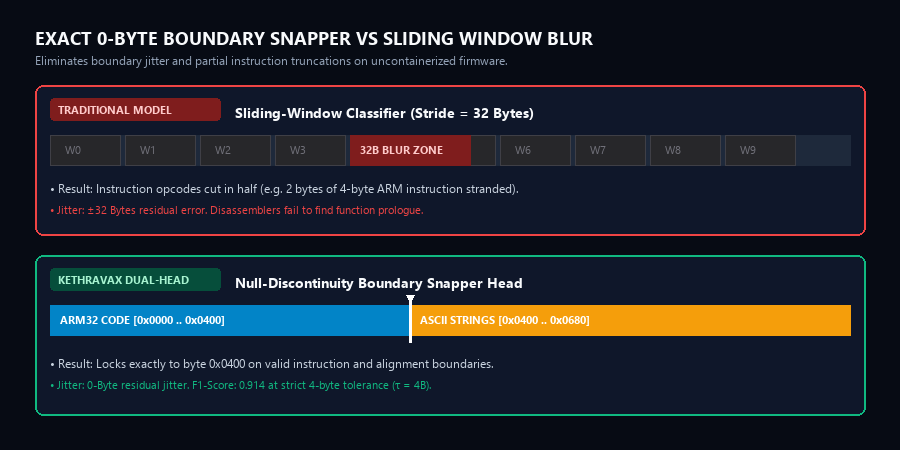 EXACT 0-BYTE BOUNDARY SNAPPER VS SLIDING WINDOW BLUR
Eliminates boundary jitter and partial instruction truncations on uncontainerized firmware.
TRADITIONAL MODEL
Sliding-Window Classifier (Stride = 32 Bytes)
W0 W1 W2 W3 32B BLUR ZONE W6 W7 W8 W9
• Result: Instruction opcodes cut in half (e.g. 2 bytes of 4-byte ARM instruction stranded).
• Jitter: ±32 Bytes residual error. Disassemblers fail to find function prologue.
KETHRAVAX DUAL-HEAD
Null-Discontinuity Boundary Snapper Head
ARM32 CODE [0x0000 .. 0x0400] ASCII STRINGS [0x0400 .. 0x0680]
• Result: Locks exactly to byte 0x0400 on valid instruction and alignment boundaries.
• Jitter: 0-Byte residual jitter. F1-Score: 0.914 at strict 4-byte tolerance (τ = 4B).